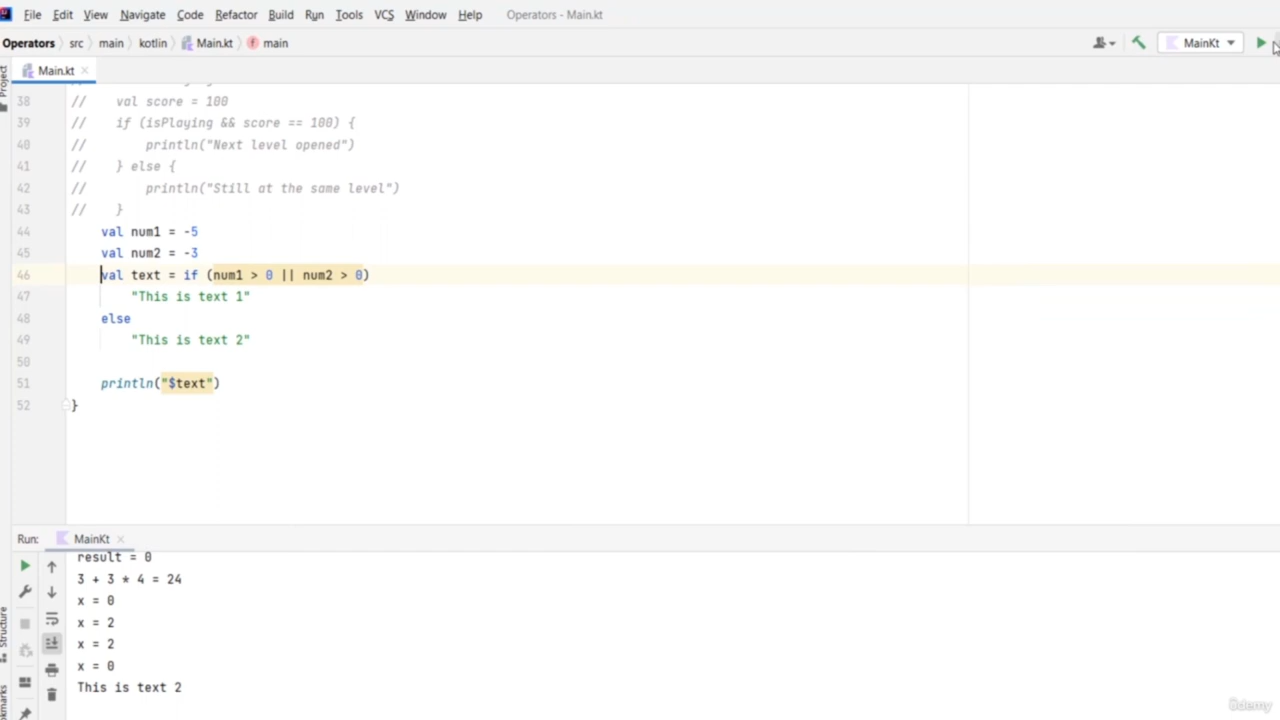 File Edit View Navigate Code Refactor Build Run Tools VCS Window Help Operators - Main.kt
Operators src main kotlin Main.kt main MainKt
Project
Main.kt
38 // val score = 100
39 // if (isPlaying && score == 100) {
40 // println("Next level opened")
41 // } else {
42 // println("Still at the same level")
43 // }
44 val num1 = -5
45 val num2 = -3
46 val text = if (num1 > 0 || num2 > 0)
47 "This is text 1"
48 else
49 "This is text 2"
50
51 println("$text")
52 }
Run: MainKt
result = 0
3 + 3 * 4 = 24
x = 0
x = 2
x = 2
x = 0
This is text 2
Structure
ûdemy